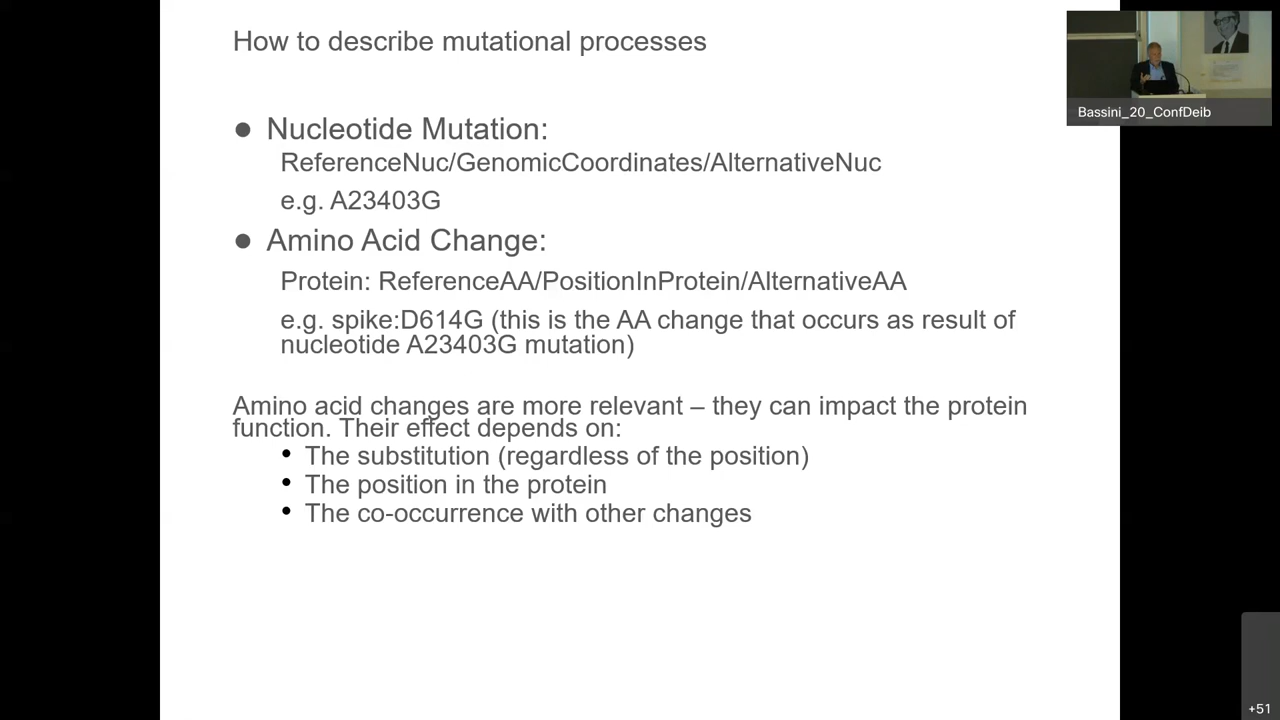 How to describe mutational processes
● Nucleotide Mutation:
ReferenceNuc/GenomicCoordinates/AlternativeNuc
e.g. A23403G
● Amino Acid Change:
Protein: ReferenceAA/PositionInProtein/AlternativeAA
e.g. spike:D614G (this is the AA change that occurs as result of
nucleotide A23403G mutation)
Amino acid changes are more relevant – they can impact the protein
function. Their effect depends on:
• The substitution (regardless of the position)
• The position in the protein
• The co-occurrence with other changes
Bassini_20_ConfDeib
+51